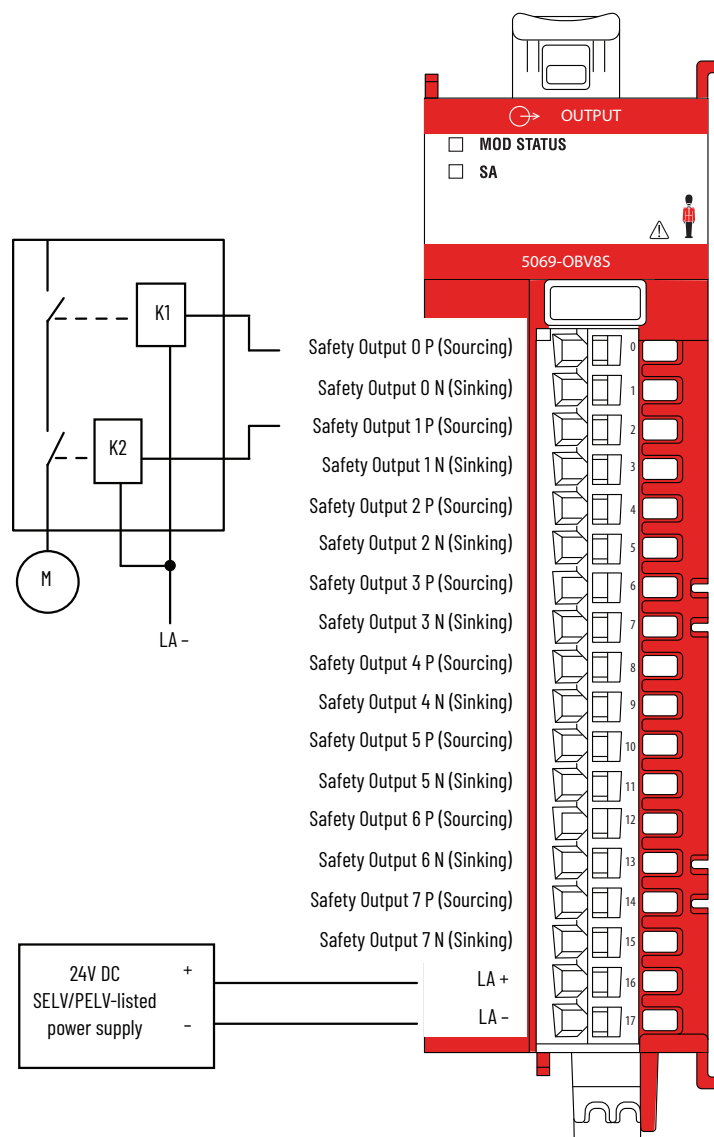 OUTPUT
MOD STATUS
SA
5069-OBV8S
K1
K2
M
LA –
Safety Output 0 P (Sourcing) 0
Safety Output 0 N (Sinking) 1
Safety Output 1 P (Sourcing) 2
Safety Output 1 N (Sinking) 3
Safety Output 2 P (Sourcing) 4
Safety Output 2 N (Sinking) 5
Safety Output 3 P (Sourcing) 6
Safety Output 3 N (Sinking) 7
Safety Output 4 P (Sourcing) 8
Safety Output 4 N (Sinking) 9
Safety Output 5 P (Sourcing) 10
Safety Output 5 N (Sinking) 11
Safety Output 6 P (Sourcing) 12
Safety Output 6 N (Sinking) 13
Safety Output 7 P (Sourcing) 14
Safety Output 7 N (Sinking) 15
LA + 16
LA – 17
24V DC +
SELV/PELV-listed
power supply –